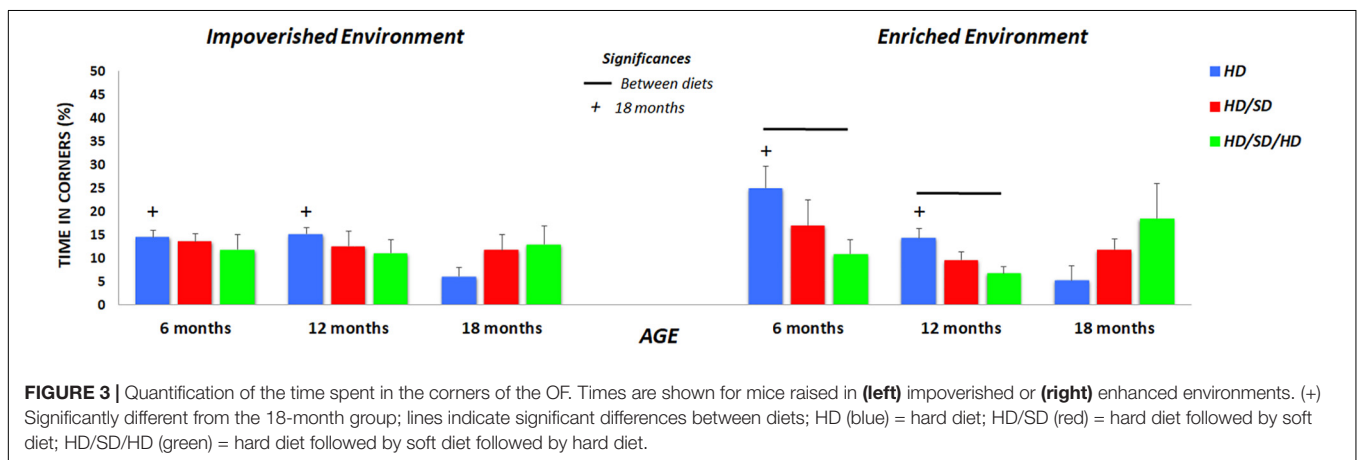 Impoverished Environment
Enriched Environment
Significances
Between diets
+ 18 months
HD
HD/SD
HD/SD/HD
TIME IN CORNERS (%)
50
45
40
35
30
25
20
15
10
5
0
+
+
+
+
6 months
12 months
18 months
AGE
6 months
12 months
18 months
FIGURE 3 | Quantification of the time spent in the corners of the OF. Times are shown for mice raised in (left) impoverished or (right) enhanced environments. (+)
Significantly different from the 18-month group; lines indicate significant differences between diets; HD (blue) = hard diet; HD/SD (red) = hard diet followed by soft
diet; HD/SD/HD (green) = hard diet followed by soft diet followed by hard diet.